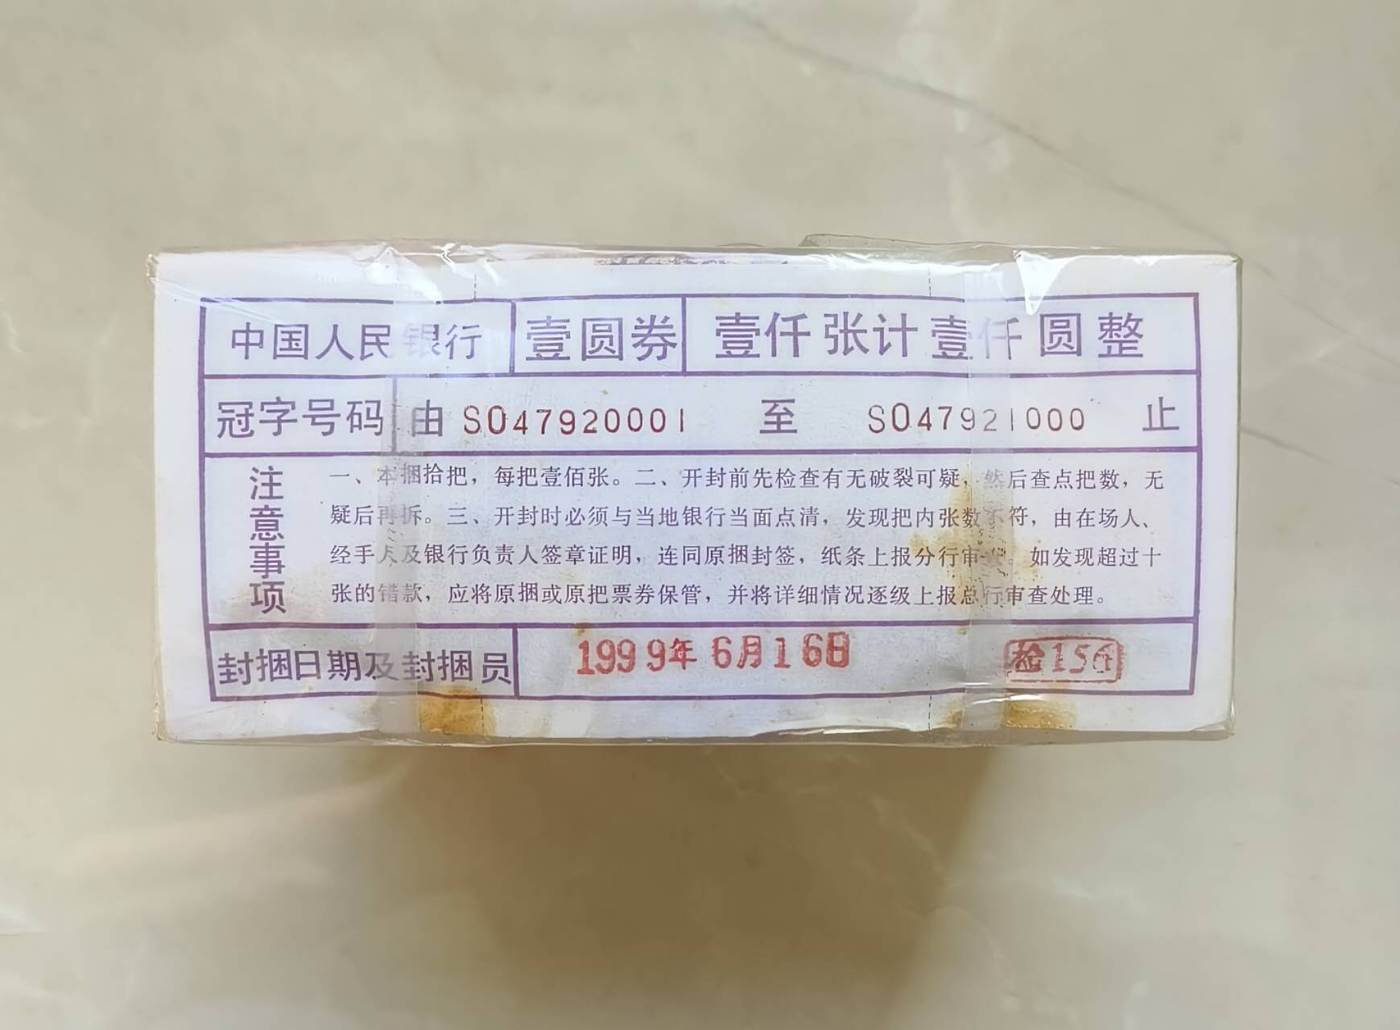 中国人民银行 壹圆券 壹仟张计壹仟圆整
冠字号码 由 S047920001 至 S047921000 止
注意事项
一、本捆拾把，每把壹佰张。二、开封前先检查有无破裂可疑，然后查点把数，无
疑后再拆。三、开封时必须与当地银行当面点清，发现把内张数不符，由在场人、
经手人及银行负责人签章证明，连同原捆封签，纸条上报分行审。如发现超过十
张的错款，应将原捆或原把票券保管，并将详细情况逐级上报总行审查处理。
封捆日期及封捆员 1999年6月16日 检